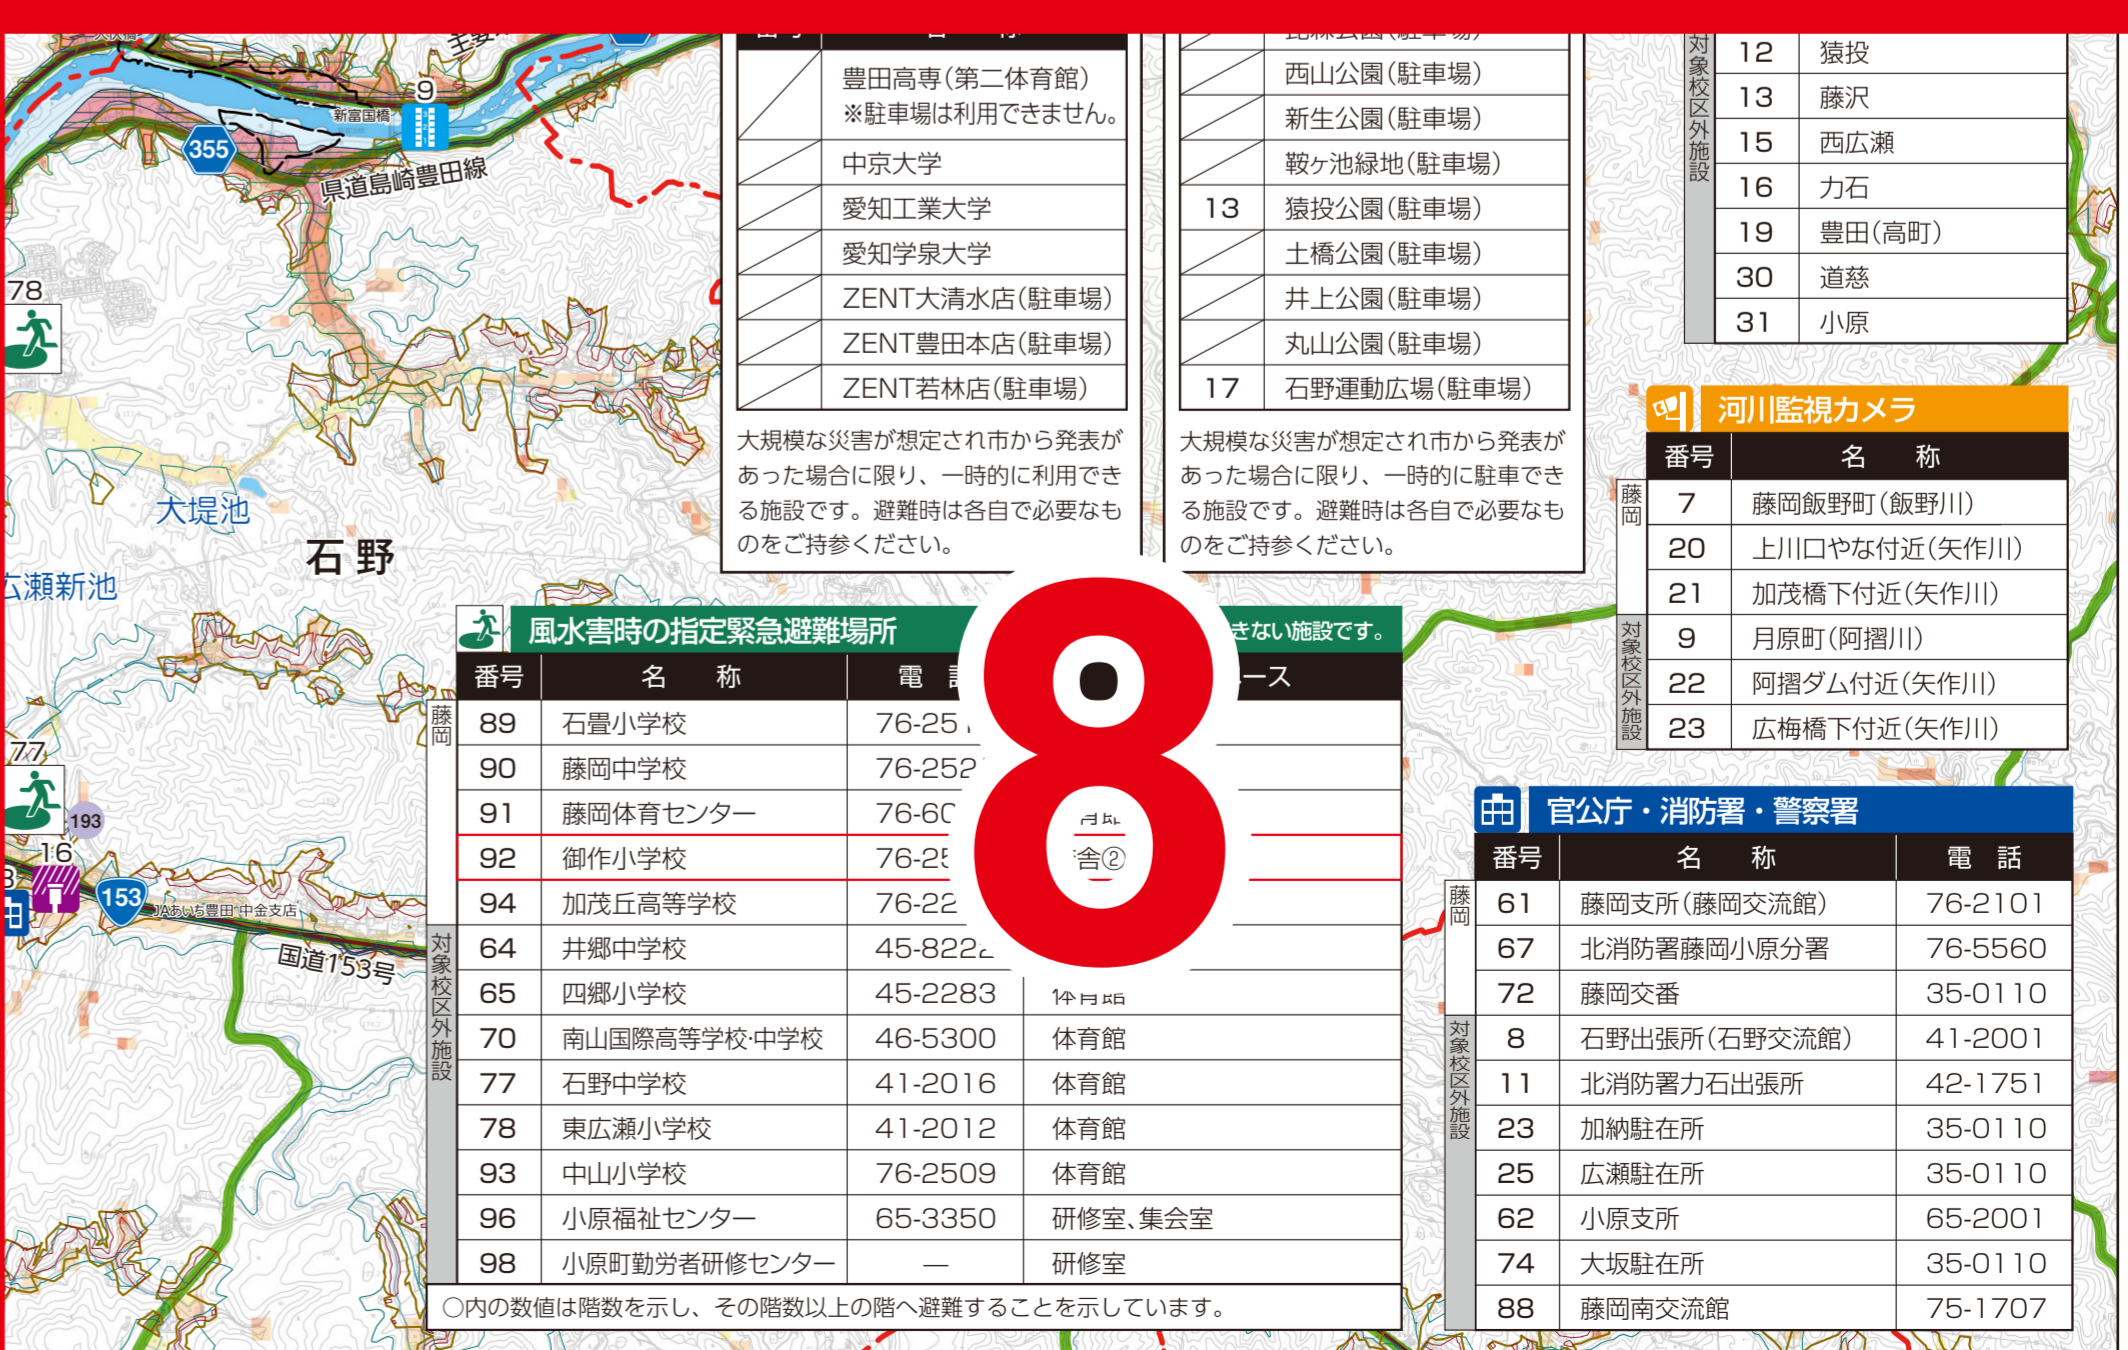 新富国橋
9
355
県道島崎豊田線
78
大堤池
石野
広瀬新池
77
193
16
153
JAあいち豊田 中金支店
国道153号
豊田高専(第二体育館)
※駐車場は利用できません。
中京大学
愛知工業大学
愛知学泉大学
ZENT大清水店(駐車場)
ZENT豊田本店(駐車場)
ZENT若林店(駐車場)
大規模な災害が想定され市から発表が
あった場合に限り、一時的に利用でき
る施設です。避難時は各自で必要なも
のをご持参ください。
西山公園(駐車場)
新生公園(駐車場)
鞍ヶ池緑地(駐車場)
13 猿投公園(駐車場)
土橋公園(駐車場)
井上公園(駐車場)
丸山公園(駐車場)
17 石野運動広場(駐車場)
大規模な災害が想定され市から発表が
あった場合に限り、一時的に駐車でき
る施設です。避難時は各自で必要なも
のをご持参ください。
対象校区外施設
12 猿投
13 藤沢
15 西広瀬
16 力石
19 豊田(高町)
30 道慈
31 小原
河川監視カメラ
番号 名 称
藤岡
7 藤岡飯野町(飯野川)
20 上川口やな付近(矢作川)
21 加茂橋下付近(矢作川)
対象校区外施設
9 月原町(阿摺川)
22 阿摺ダム付近(矢作川)
23 広梅橋下付近(矢作川)
8
風水害時の指定緊急避難場所 きない施設です。
番号 名 称 電 ース
藤岡
89 石畳小学校 76-25
90 藤岡中学校 76-252
91 藤岡体育センター 76-60
92 御作小学校 76-2 舎②
94 加茂丘高等学校 76-22
対象校区外施設
64 井郷中学校 45-822
65 四郷小学校 45-2283 体育館
70 南山国際高等学校・中学校 46-5300 体育館
77 石野中学校 41-2016 体育館
78 東広瀬小学校 41-2012 体育館
93 中山小学校 76-2509 体育館
96 小原福祉センター 65-3350 研修室、集会室
98 小原町勤労者研修センター — 研修室
○内の数値は階数を示し、その階数以上の階へ避難することを示しています。
官公庁・消防署・警察署
番号 名 称 電 話
藤岡
61 藤岡支所(藤岡交流館) 76-2101
67 北消防署藤岡小原分署 76-5560
72 藤岡交番 35-0110
対象校区外施設
8 石野出張所(石野交流館) 41-2001
11 北消防署力石出張所 42-1751
23 加納駐在所 35-0110
25 広瀬駐在所 35-0110
62 小原支所 65-2001
74 大坂駐在所 35-0110
88 藤岡南交流館 75-1707